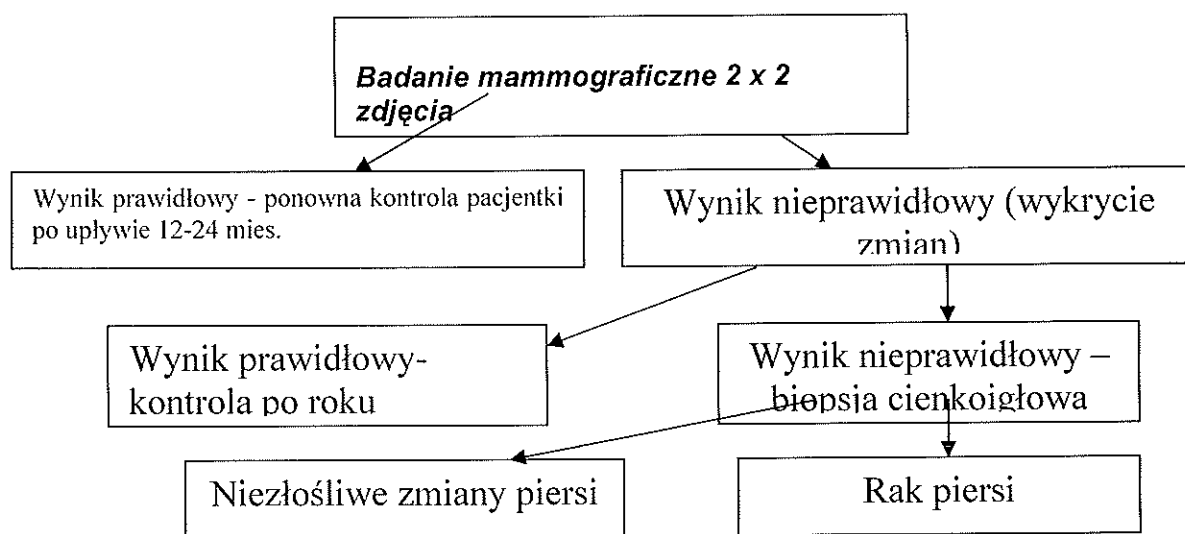 Badanie mammograficzne 2 x 2
zdjęcia
Wynik prawidłowy - ponowna kontrola pacjentki
po upływie 12-24 mies.
Wynik nieprawidłowy (wykrycie
zmian)
Wynik prawidłowy-
kontrola po roku
Wynik nieprawidłowy –
biopsja cienkoigłowa
Niezłośliwe zmiany piersi
Rak piersi